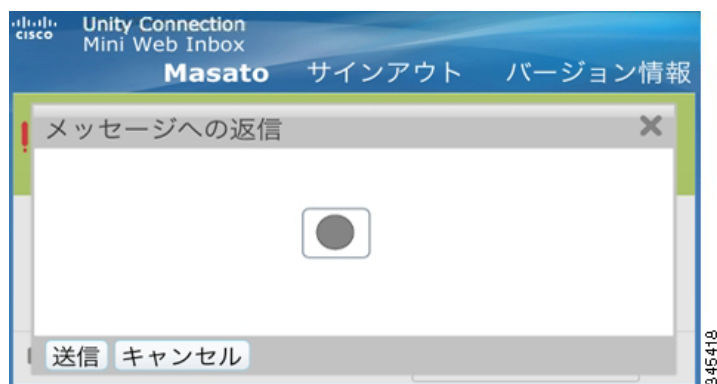 cisco
Unity Connection
Mini Web Inbox
Masato サインアウト バージョン情報
!
メッセージへの返信
送信 キャンセル
345418